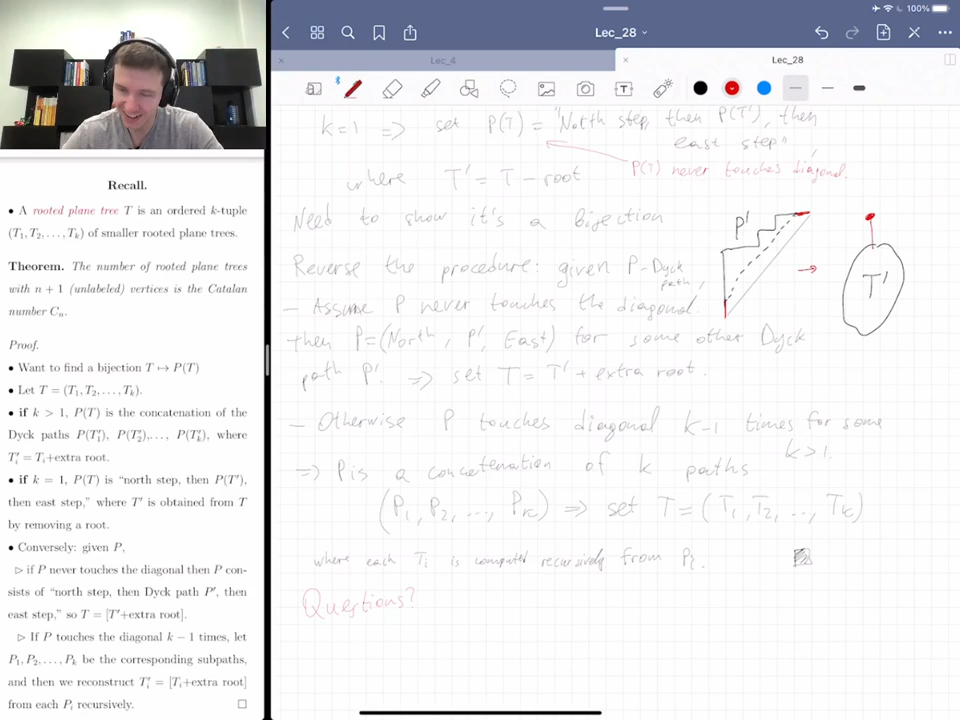 100%
Lec_28
Lec_4
Lec_28
Recall.
• A rooted plane tree T is an ordered k-tuple
(T₁, T₂, . . . , Tₖ) of smaller rooted plane trees.
Theorem. The number of rooted plane trees
with n + 1 (unlabeled) vertices is the Catalan
number Cₙ.
Proof.
• Want to find a bijection T ↦ P(T)
• Let T = (T₁, T₂, . . . , Tₖ).
• if k > 1, P(T) is the concatenation of the
Dyck paths P(T₁′), P(T₂′),. . . , P(Tₖ′), where
Tᵢ′ = Tᵢ+extra root.
• if k = 1, P(T) is “north step, then P(T′),
then east step,” where T′ is obtained from T
by removing a root.
• Conversely: given P,
▷ if P never touches the diagonal then P con-
sists of “north step, then Dyck path P′, then
east step,” so T = [T′+extra root].
▷ If P touches the diagonal k − 1 times, let
P₁, P₂, . . . , Pₖ be the corresponding subpaths,
and then we reconstruct Tᵢ′ = [Tᵢ+extra root]
from each Pᵢ recursively. □
k=1 => set P(T) = "North step, then P(T'), then
east step",
P(T) never touches diagonal.
where T' = T - root
Need to show it's a bijection
Reverse the procedure: given P-Dyck
path,
- Assume P never touches the diagonal.
then P=(North, P', East) for some other Dyck
path P'. => set T = T' + extra root.
P'
T'
- Otherwise P touches diagonal k-1 times for some
k>1.
=> P is a concatenation of k paths
(P₁, P₂, ..., Pₖ) => set T = (T₁, T₂, .., Tₖ)
where each Tᵢ is computed recursively from Pᵢ.
Questions?